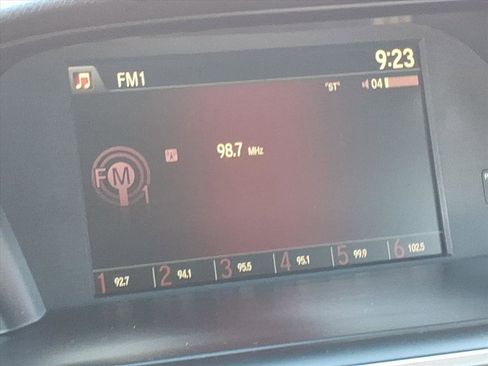 FM1 9:23
"ST" 04
98.7 MHz
FM 1
1 92.7 2 94.1 3 95.5 4 95.1 5 99.9 6 102.5